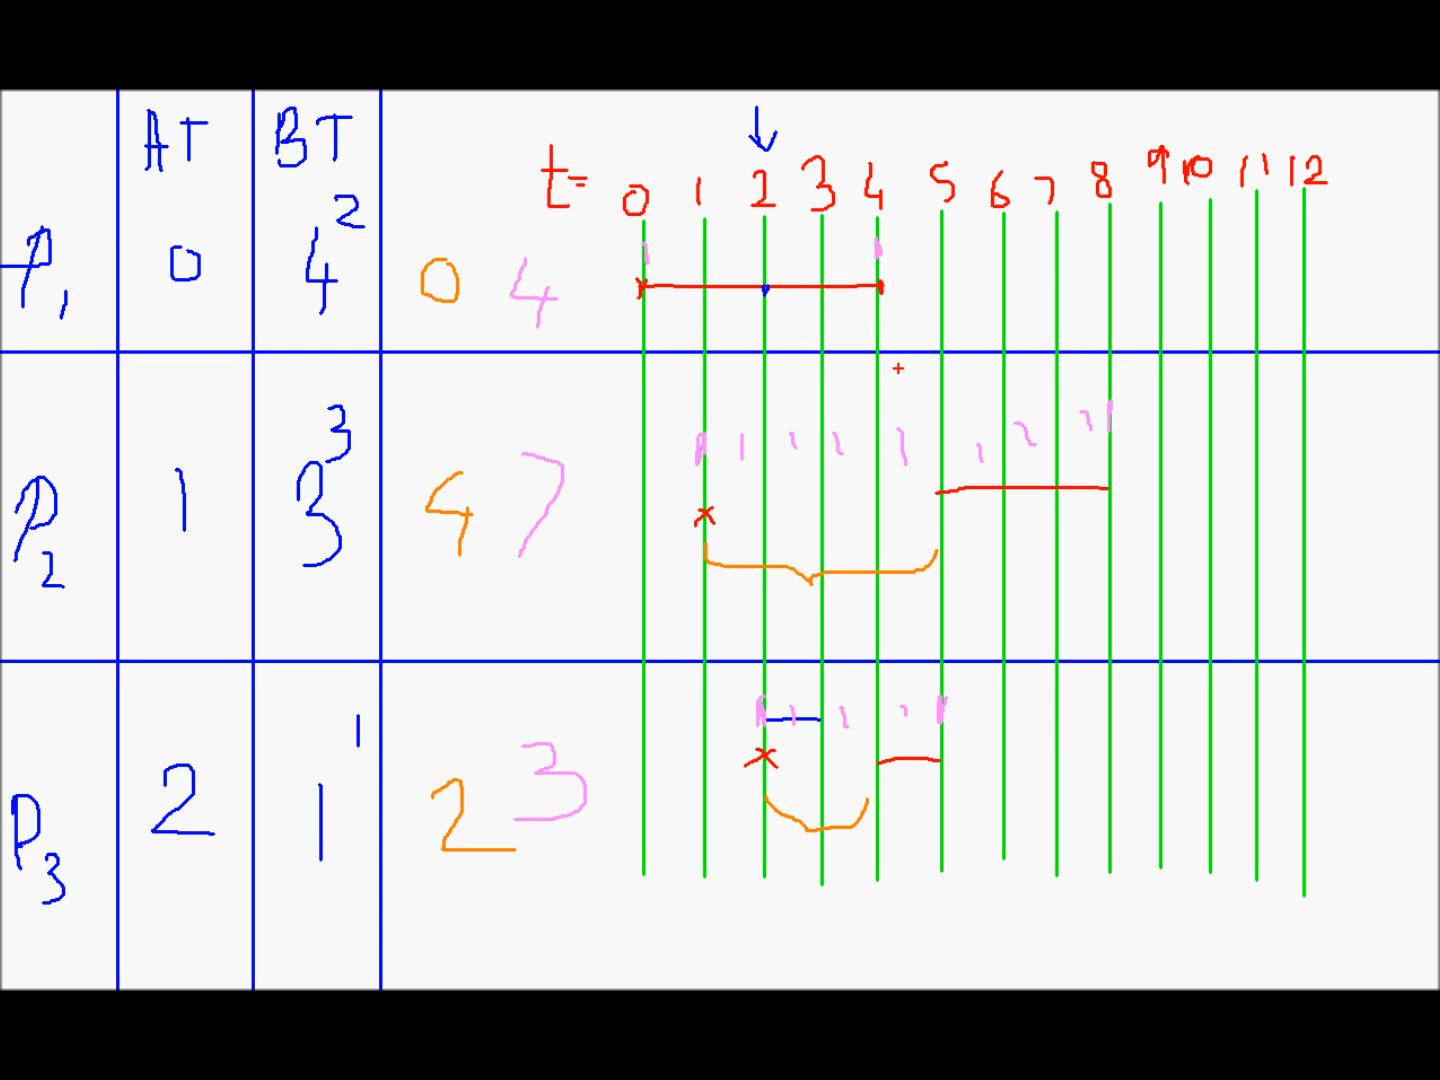 AT BT
t= 0 1 2 3 4 5 6 7 8 9 10 11 12
2
P1 0 4 0 4
3
P2 1 3 4 7
1
P3 2 1 2 3